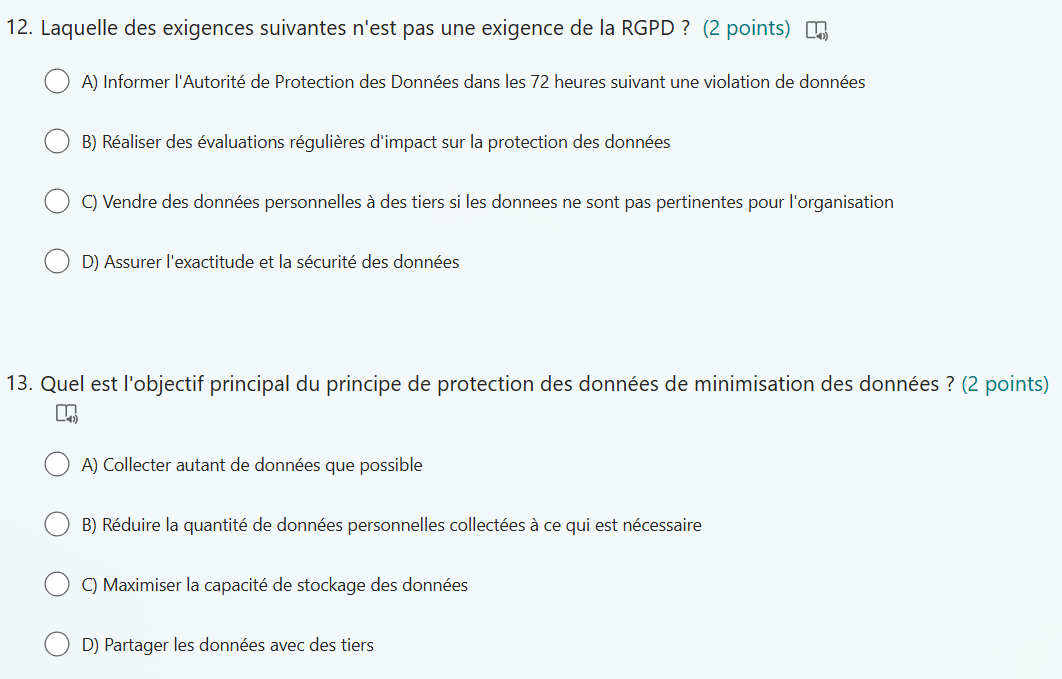 12. Laquelle des exigences suivantes n'est pas une exigence de la RGPD ? (2 points)
A) Informer l'Autorité de Protection des Données dans les 72 heures suivant une violation de données
B) Réaliser des évaluations régulières d'impact sur la protection des données
C) Vendre des données personnelles à des tiers si les donnees ne sont pas pertinentes pour l'organisation
D) Assurer l'exactitude et la sécurité des données
13. Quel est l'objectif principal du principe de protection des données de minimisation des données ? (2 points)
A) Collecter autant de données que possible
B) Réduire la quantité de données personnelles collectées à ce qui est nécessaire
C) Maximiser la capacité de stockage des données
D) Partager les données avec des tiers